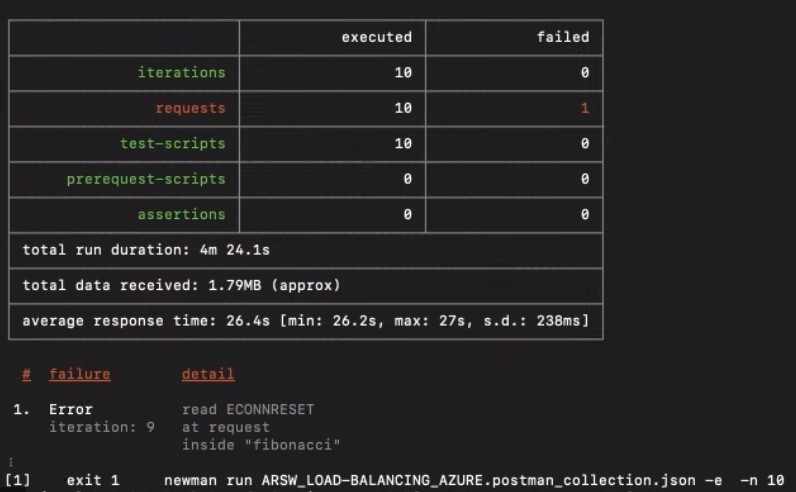 executed failed
iterations 10 0
requests 10 1
test-scripts 10 0
prerequest-scripts 0 0
assertions 0 0
total run duration: 4m 24.1s
total data received: 1.79MB (approx)
average response time: 26.4s [min: 26.2s, max: 27s, s.d.: 238ms]
# failure detail
1. Error read ECONNRESET
iteration: 9 at request
inside "fibonacci"
[1] exit 1 newman run ARSW_LOAD-BALANCING_AZURE.postman_collection.json -e -n 10